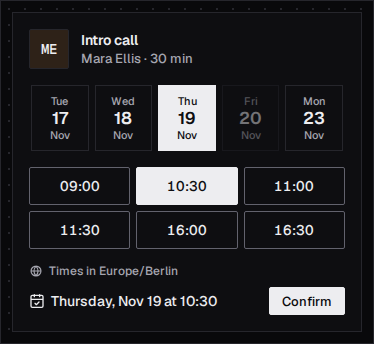 ME
Intro call
Mara Ellis · 30 min
Tue Wed Thu Fri Mon
17 18 19 20 23
Nov Nov Nov Nov Nov
09:00 10:30 11:00
11:30 16:00 16:30
Times in Europe/Berlin
Thursday, Nov 19 at 10:30 Confirm